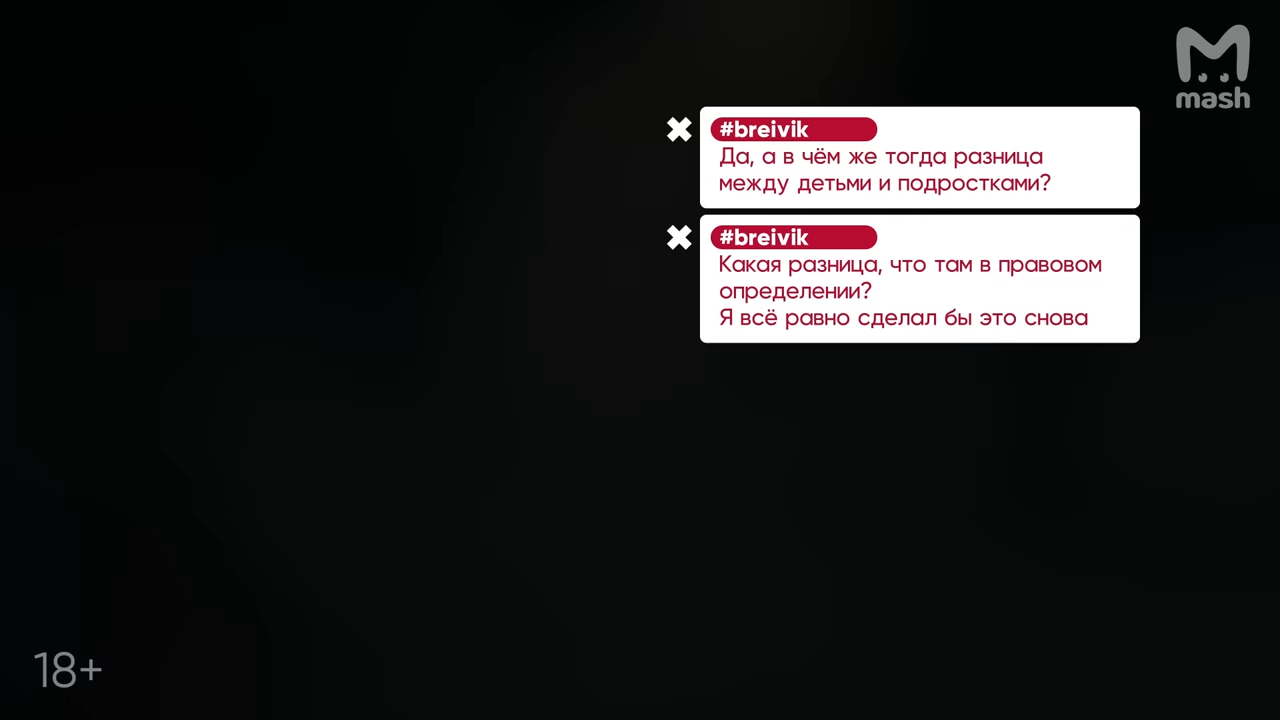 mash
#breivik
Да, а в чём же тогда разница
между детьми и подростками?
#breivik
Какая разница, что там в правовом
определении?
Я всё равно сделал бы это снова
18+